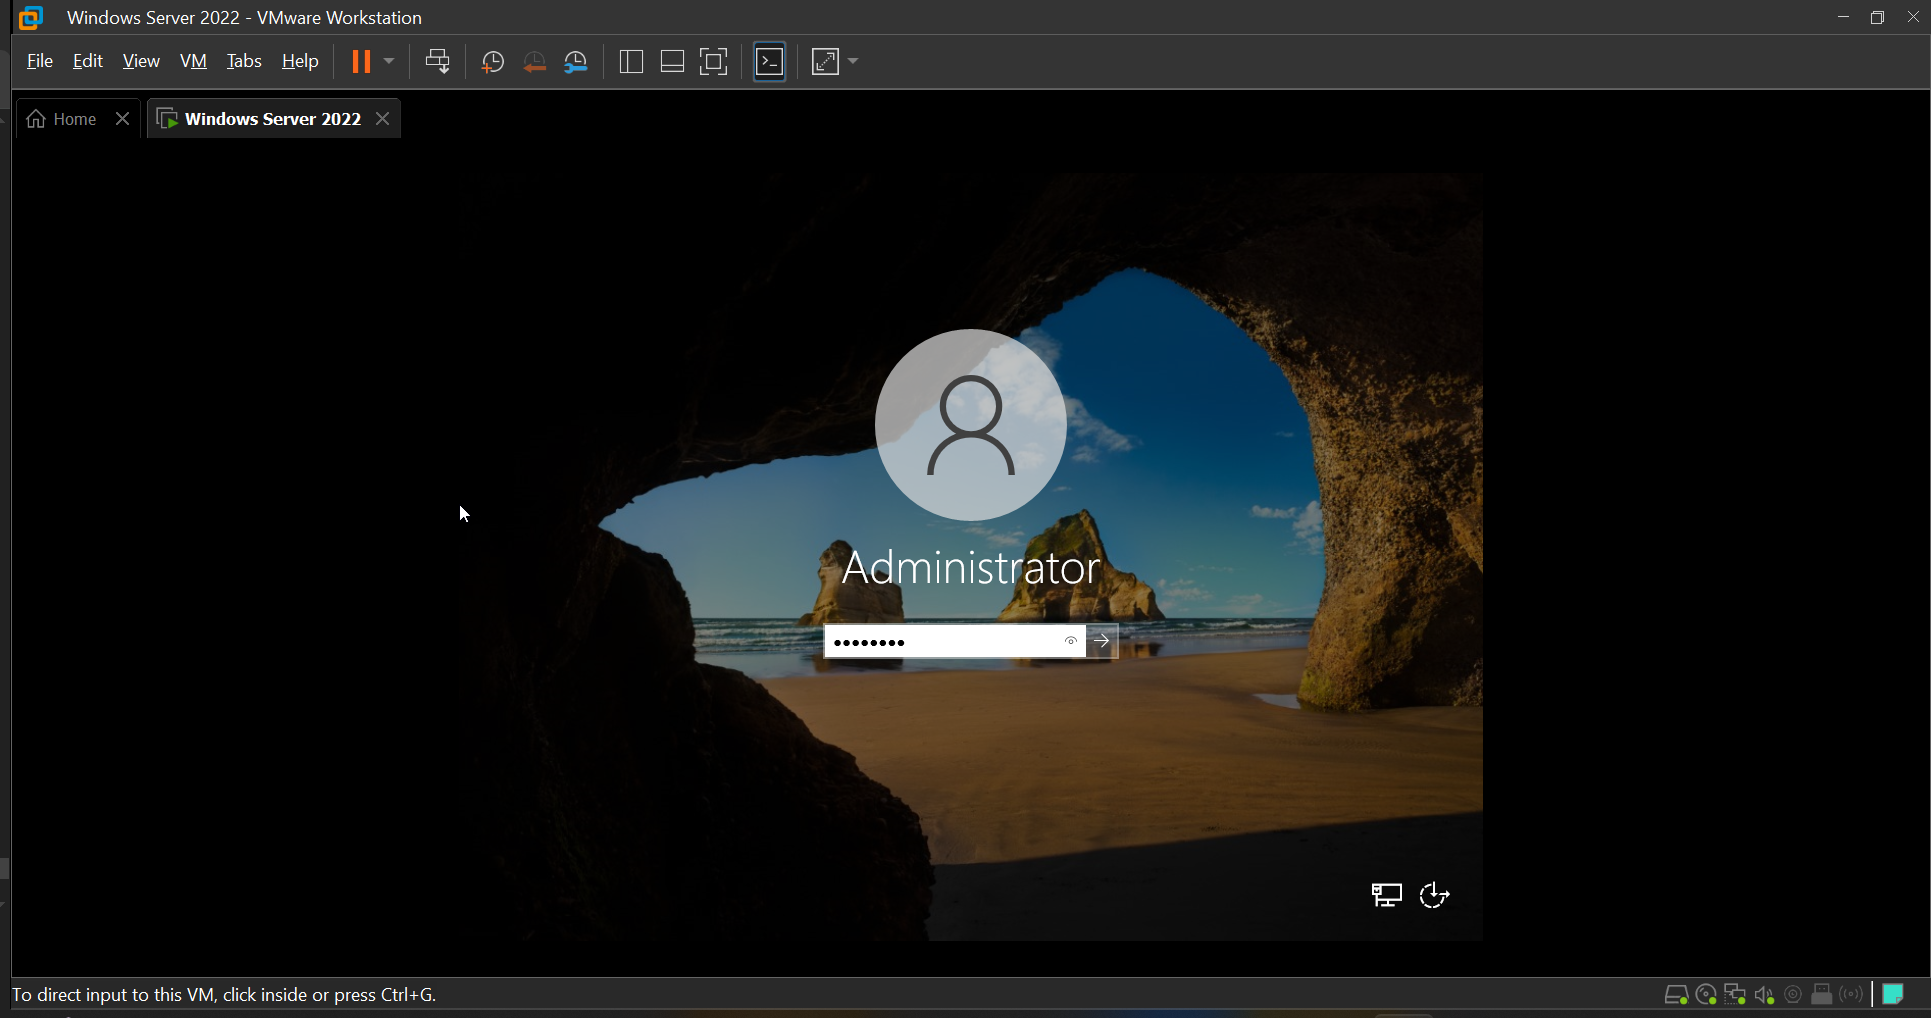 Windows Server 2022 - VMware Workstation
File Edit View VM Tabs Help
Home Windows Server 2022
Administrator
To direct input to this VM, click inside or press Ctrl+G.